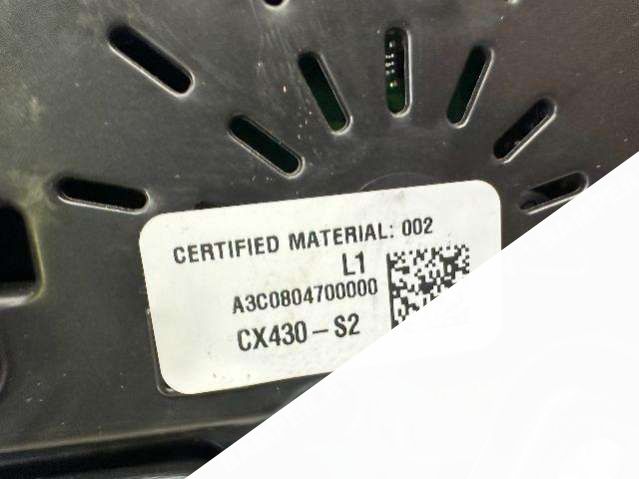 CERTIFIED MATERIAL: 002
L1
A3C0804700000
CX430-S2